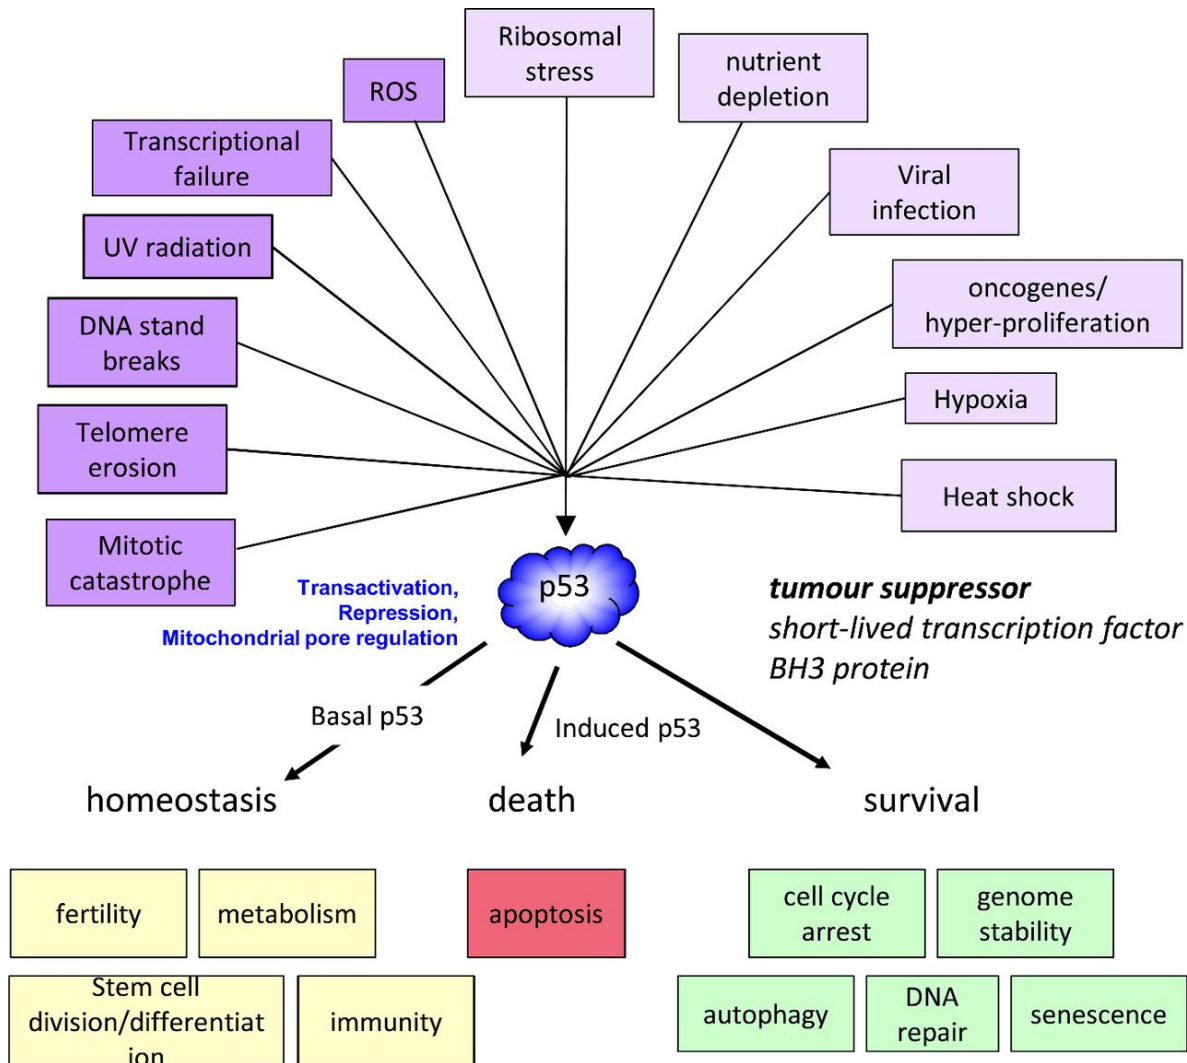 Ribosomal
stress
nutrient
depletion
ROS
Transcriptional
failure
Viral
infection
UV radiation
oncogenes/
hyper-proliferation
DNA stand
breaks
Hypoxia
Telomere
erosion
Heat shock
Mitotic
catastrophe
p53
Transactivation,
Repression,
Mitochondrial pore regulation
tumour suppressor
short-lived transcription factor
BH3 protein
Basal p53
Induced p53
homeostasis
death
survival
fertility
metabolism
apoptosis
cell cycle
arrest
genome
stability
Stem cell
division/differentiat
ion
immunity
autophagy
DNA
repair
senescence